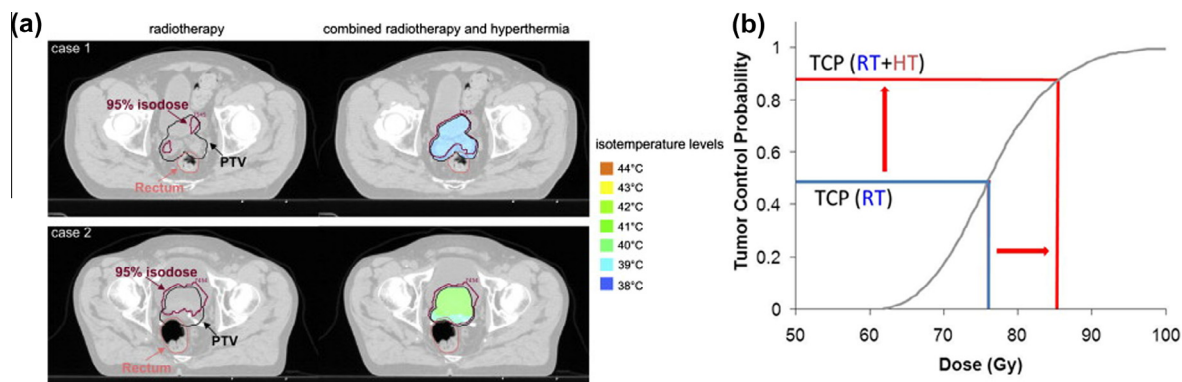 (a)
radiotherapy
combined radiotherapy and hyperthermia
case 1
95% isodose
PTV
Rectum
case 2
95% isodose
PTV
Rectum
isotemperature levels
44°C
43°C
42°C
41°C
40°C
39°C
38°C
(b)
TCP (RT+HT)
TCP (RT)
Tumor Control Probability
1
0.8
0.6
0.4
0.2
0
50
60
70
80
90
100
Dose (Gy)